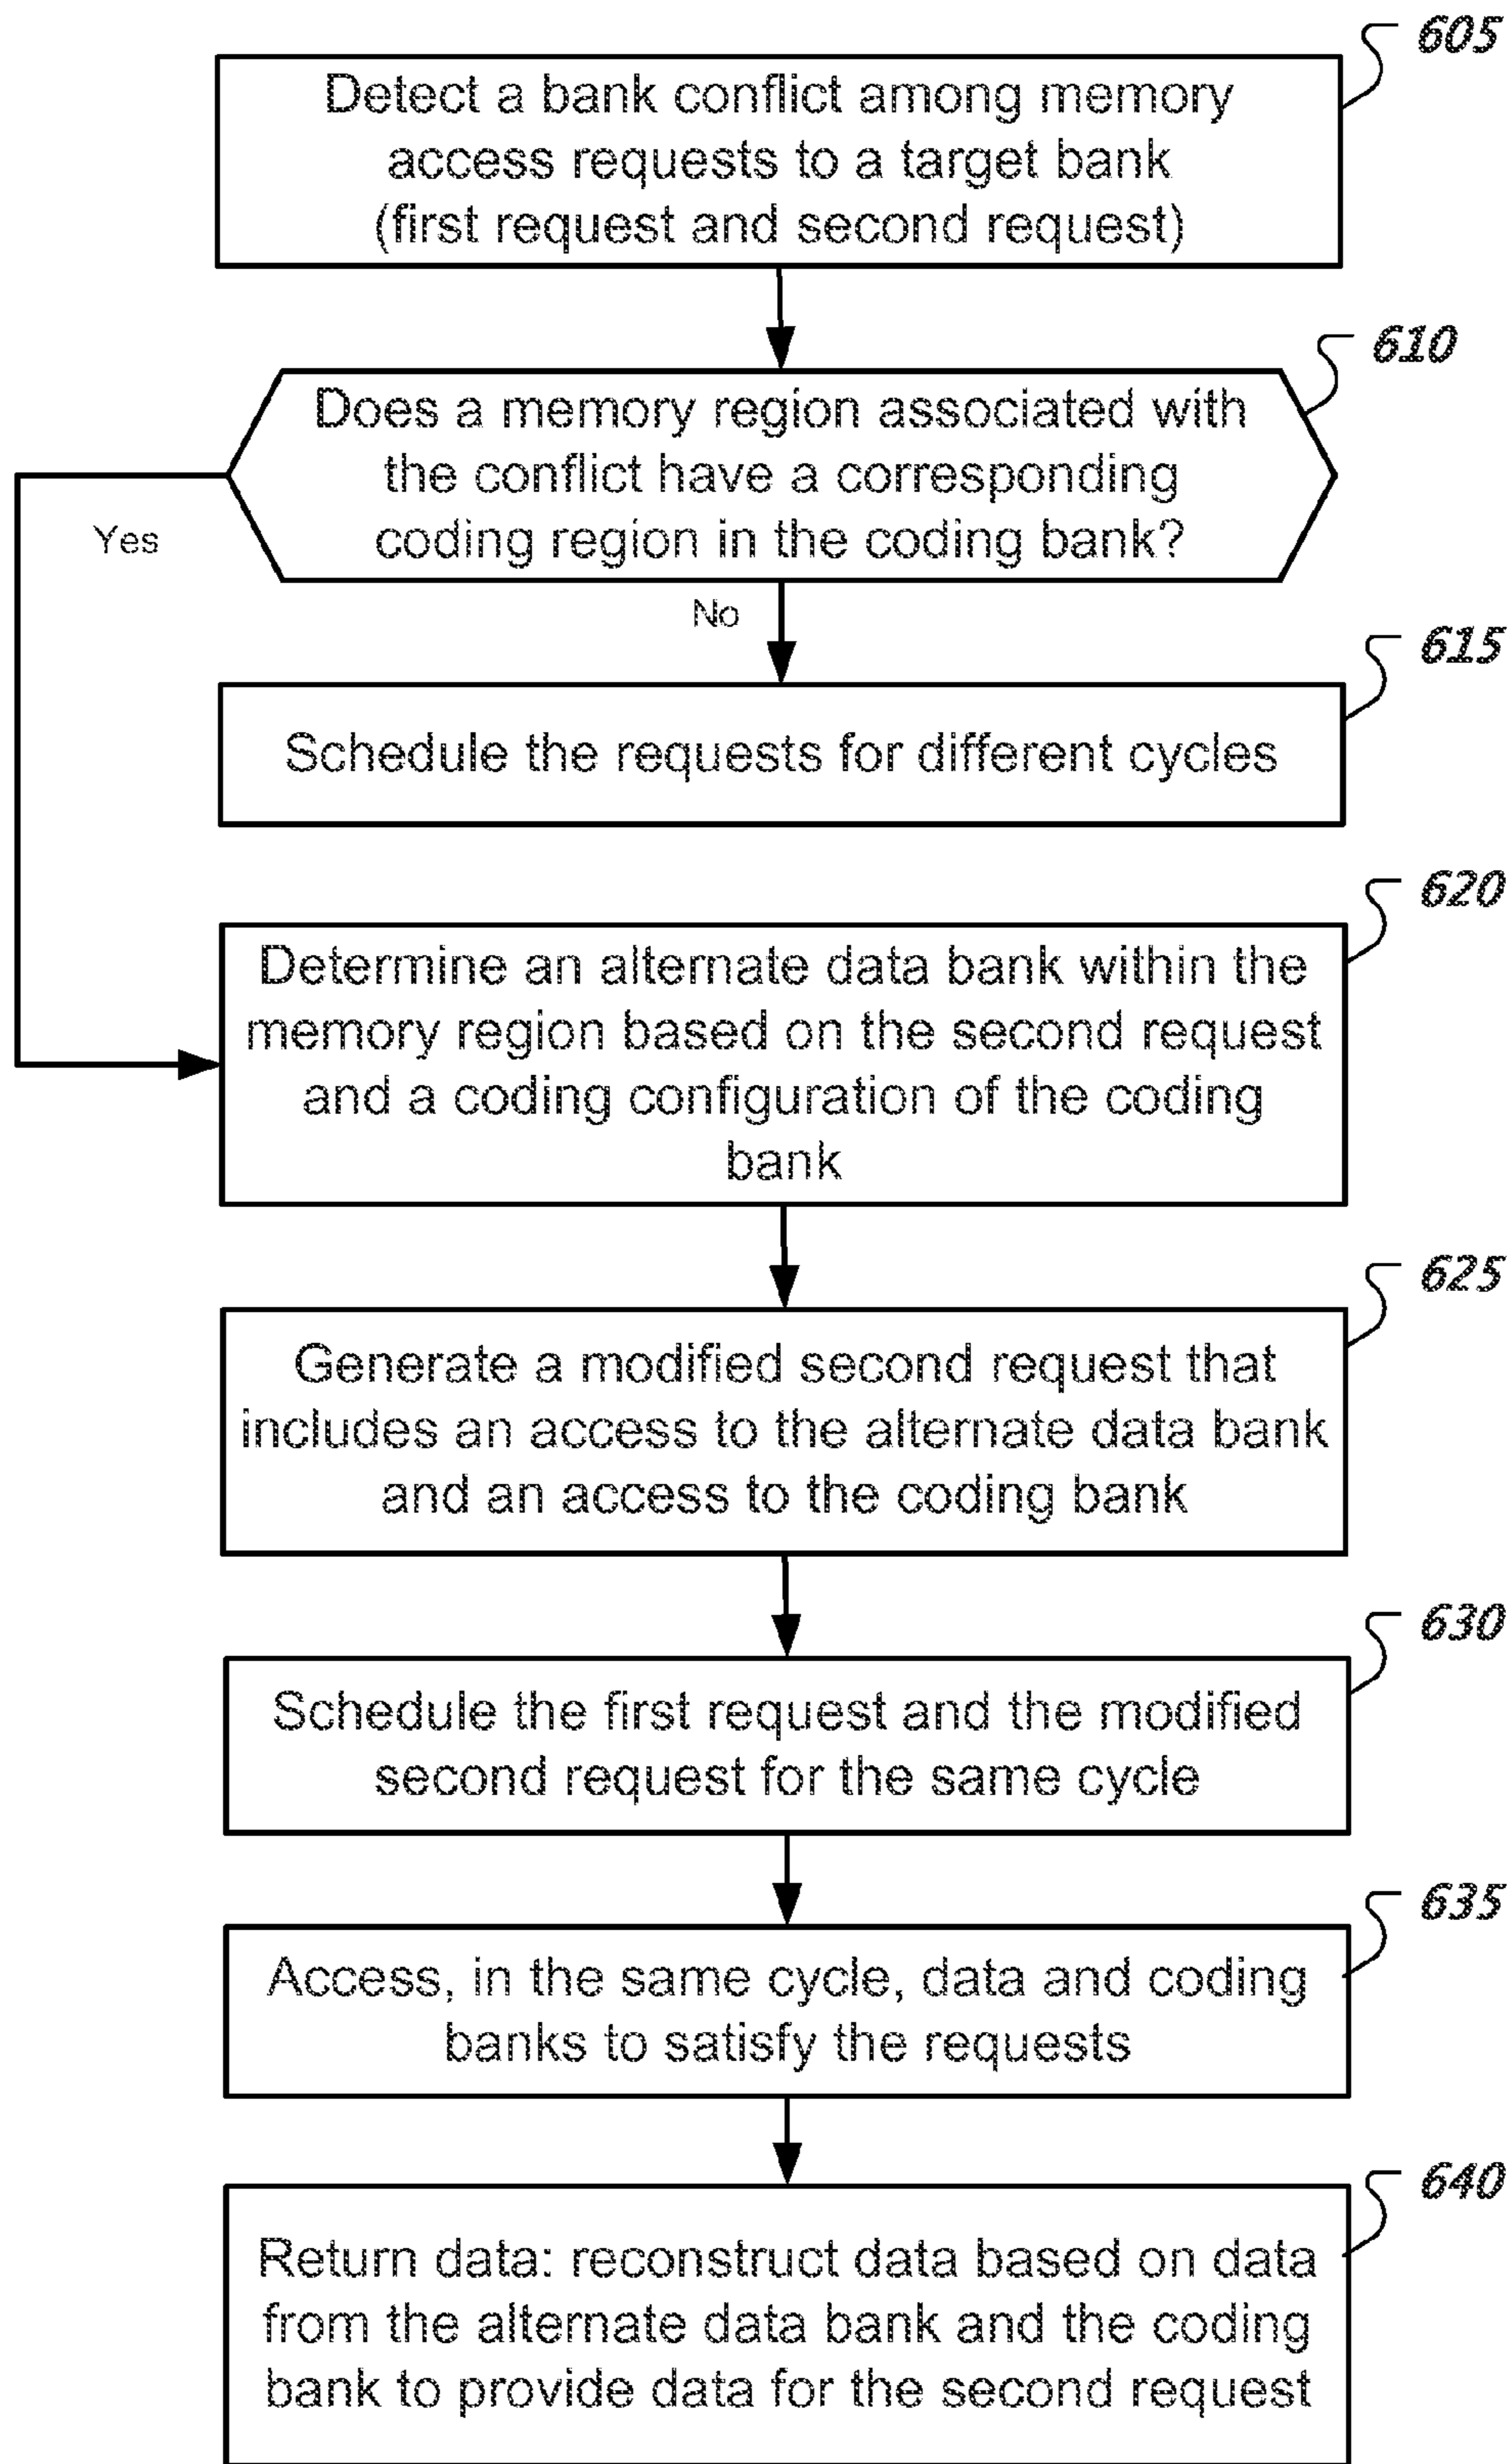 605
Detect a bank conflict among memory
access requests to a target bank
(first request and second request)
610
Does a memory region associated with
the conflict have a corresponding
coding region in the coding bank?
Yes
No
615
Schedule the requests for different cycles
620
Determine an alternate data bank within the
memory region based on the second request
and a coding configuration of the coding
bank
625
Generate a modified second request that
includes an access to the alternate data bank
and an access to the coding bank
630
Schedule the first request and the modified
second request for the same cycle
635
Access, in the same cycle, data and coding
banks to satisfy the requests
640
Return data: reconstruct data based on data
from the alternate data bank and the coding
bank to provide data for the second request